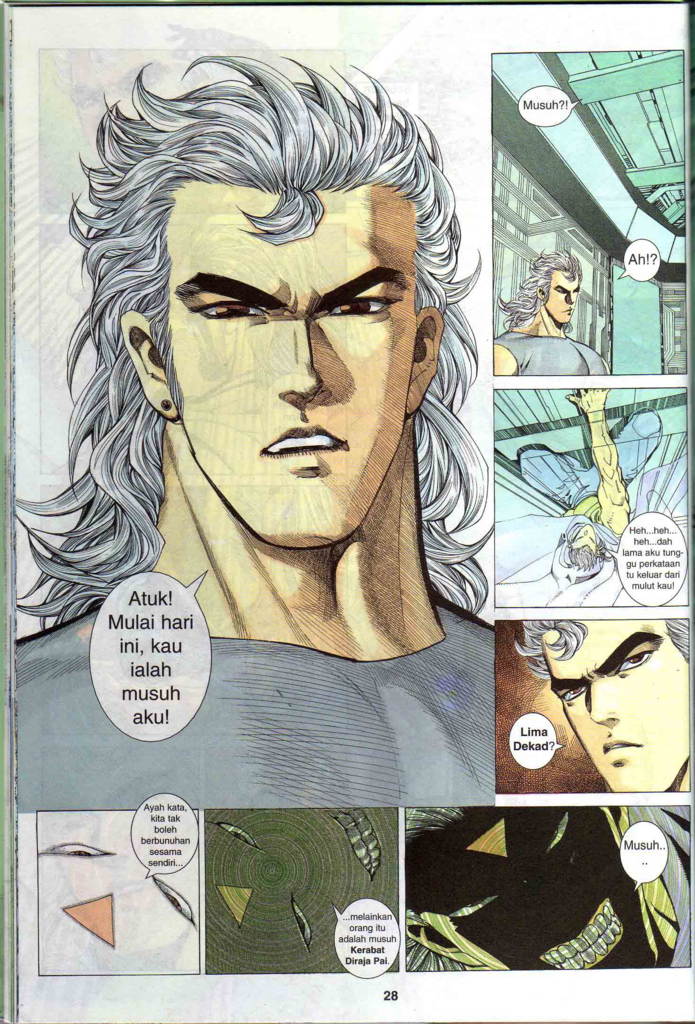 Atuk!
Mulai hari
ini, kau
ialah
musuh
aku!
Musuh?!
Ah!?
Heh...heh...
heh...dah
lama aku tung-
gu perkataan
tu keluar dari
mulut kau!
Lima
Dekad?
Ayah kata,
kita tak
boleh
berbunuhan
sesama
sendiri...
...melainkan
orang itu
adalah musuh
Kerabat
Diraja Pai.
Musuh..
..
28